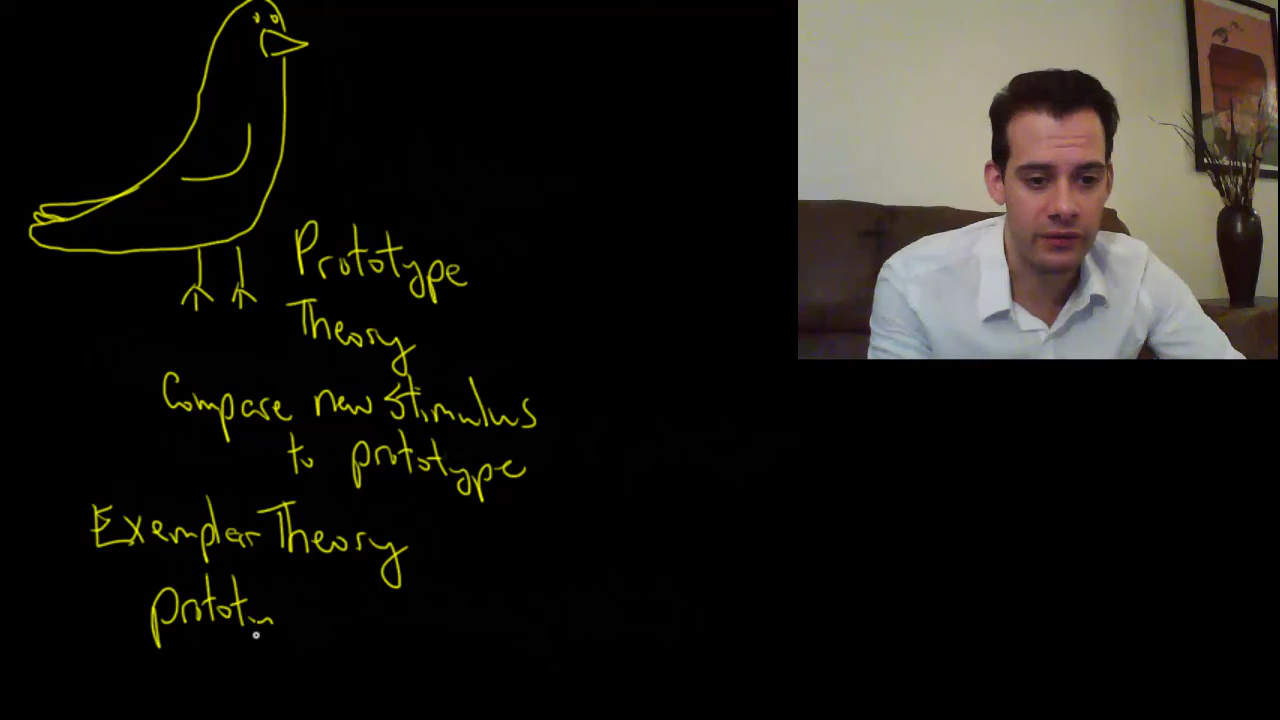 Prototype
Theory
Compare new stimulus
to prototype
Exemplar Theory